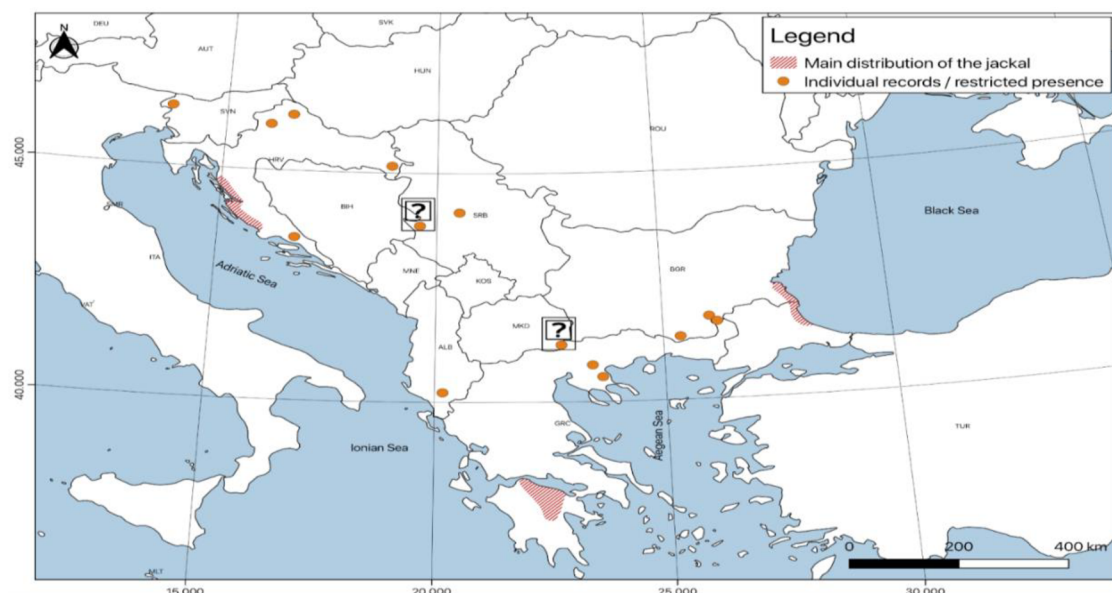 N
DEU
SVK
AUT
HUN
Legend
Main distribution of the jackal
Individual records / restricted presence
SVN
ROU
45.000
HRV
BIH
?
SRB
SMR
Black Sea
ITA
Adriatic Sea
MNE
KOS
BGR
VAT
MKD
?
ALB
40.000
Ionian Sea
GRC
Aegean Sea
TUR
0 200 400 km
MLT
15.000 20.000 25.000 30.000